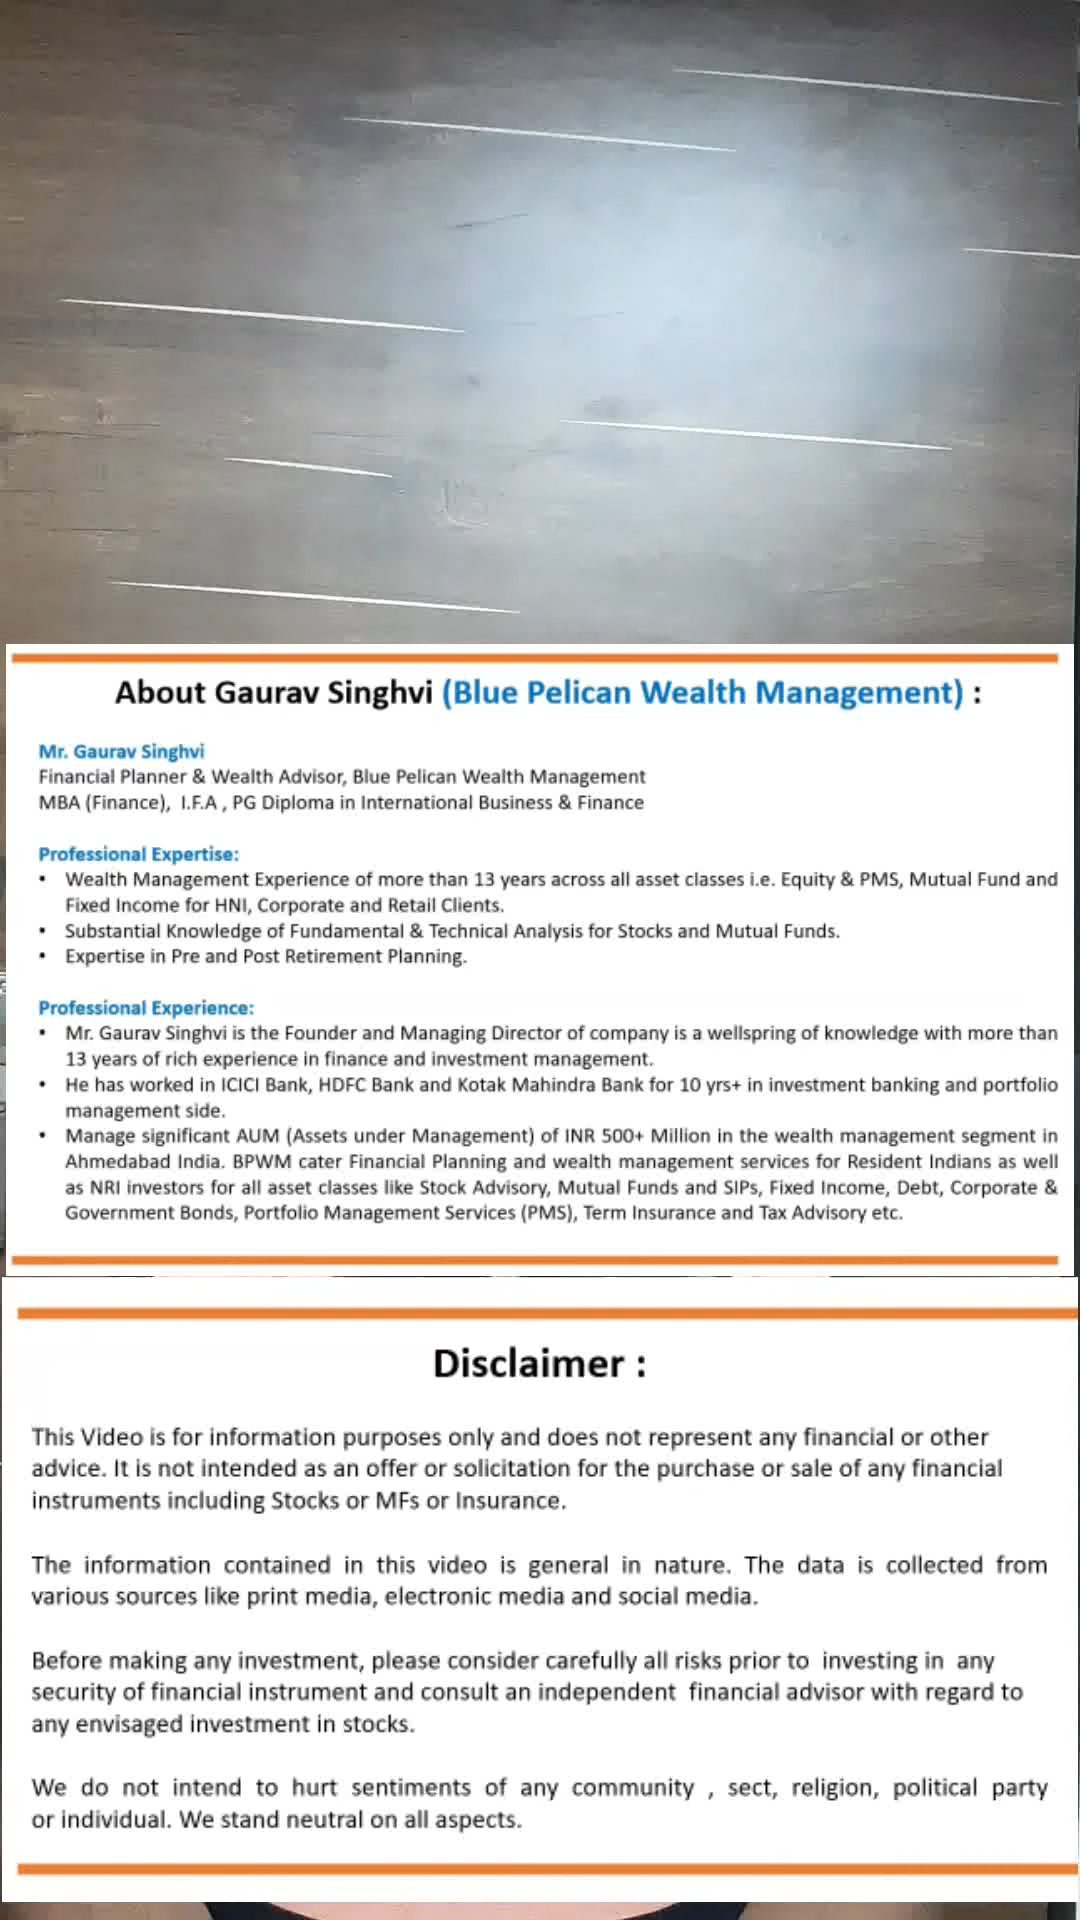 About Gaurav Singhvi (Blue Pelican Wealth Management) :
Mr. Gaurav Singhvi
Financial Planner & Wealth Advisor, Blue Pelican Wealth Management
MBA (Finance), I.F.A , PG Diploma in International Business & Finance
Professional Expertise:
• Wealth Management Experience of more than 13 years across all asset classes i.e. Equity & PMS, Mutual Fund and
Fixed Income for HNI, Corporate and Retail Clients.
• Substantial Knowledge of Fundamental & Technical Analysis for Stocks and Mutual Funds.
• Expertise in Pre and Post Retirement Planning.
Professional Experience:
• Mr. Gaurav Singhvi is the Founder and Managing Director of company is a wellspring of knowledge with more than
13 years of rich experience in finance and investment management.
• He has worked in ICICI Bank, HDFC Bank and Kotak Mahindra Bank for 10 yrs+ in investment banking and portfolio
management side.
• Manage significant AUM (Assets under Management) of INR 500+ Million in the wealth management segment in
Ahmedabad India. BPWM cater Financial Planning and wealth management services for Resident Indians as well
as NRI investors for all asset classes like Stock Advisory, Mutual Funds and SIPs, Fixed Income, Debt, Corporate &
Government Bonds, Portfolio Management Services (PMS), Term Insurance and Tax Advisory etc.
Disclaimer :
This Video is for information purposes only and does not represent any financial or other
advice. It is not intended as an offer or solicitation for the purchase or sale of any financial
instruments including Stocks or MFs or Insurance.
The information contained in this video is general in nature. The data is collected from
various sources like print media, electronic media and social media.
Before making any investment, please consider carefully all risks prior to investing in any
security of financial instrument and consult an independent financial advisor with regard to
any envisaged investment in stocks.
We do not intend to hurt sentiments of any community , sect, religion, political party
or individual. We stand neutral on all aspects.